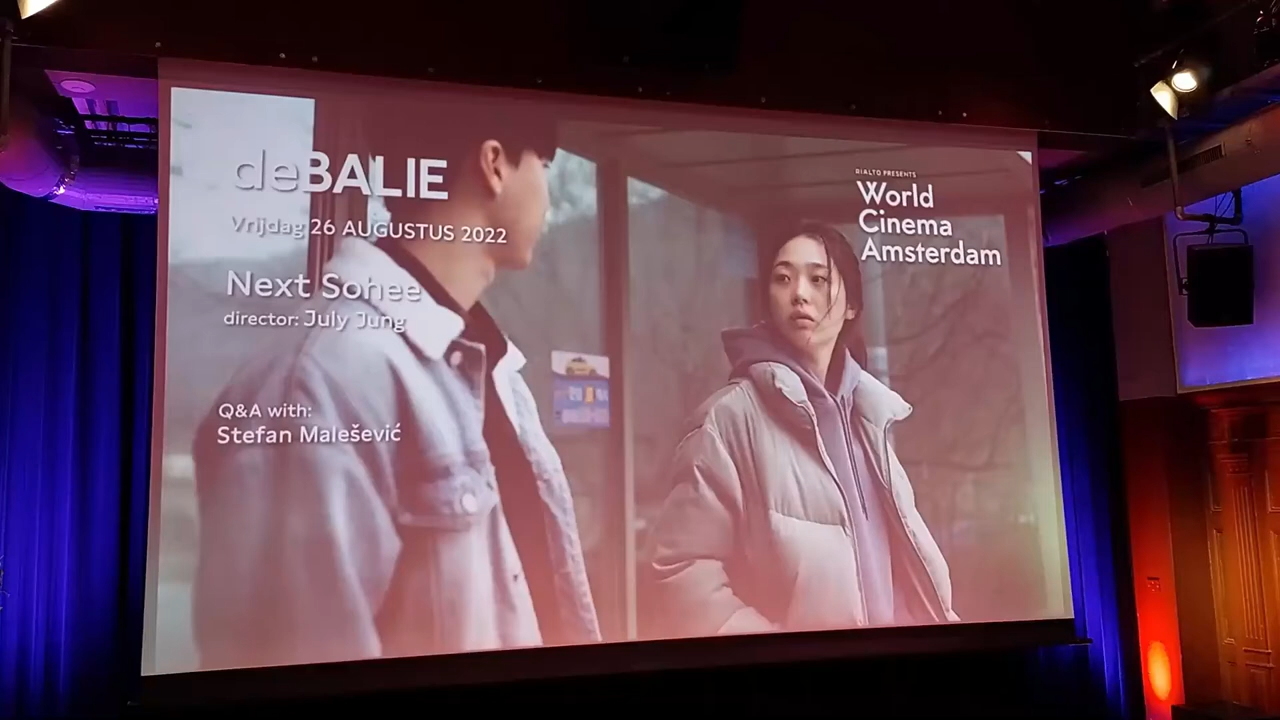 deBALIE
Vrijdag 26 AUGUSTUS 2022
Next Sohee
director: July Jung
Q&A with:
Stefan Malešević
RIALTO PRESENTS
World
Cinema
Amsterdam